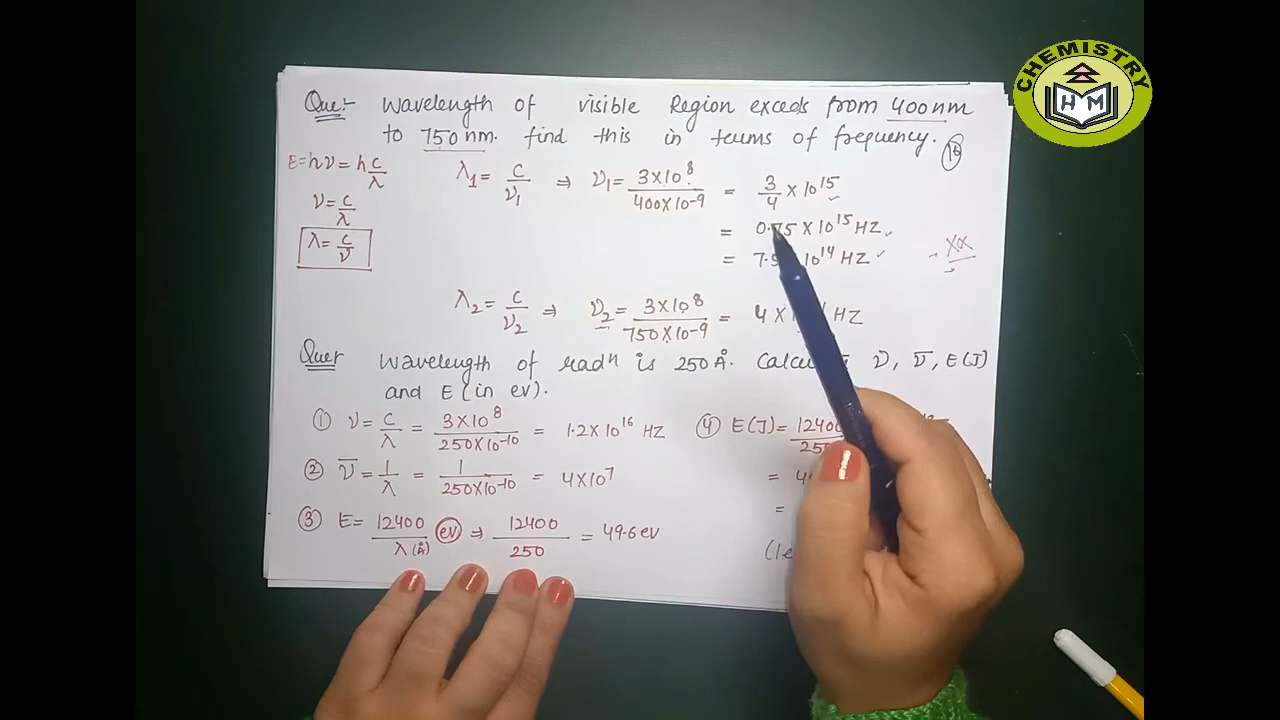 CHEMISTRY
HM
Que:- Wavelength of visible Region exceds from 400nm
to 750 nm. find this in terms of frequency.
E=hν = hc/λ
λ1 = c/ν1 ⇒ ν1 = 3×10^8/400×10^-9 = 3/4 × 10^15
ν = c/λ
= 0.75 × 10^15 HZ
λ = c/ν
= 7.5 10^14 HZ
λ2 = c/ν2 ⇒ ν2 = 3×10^8/750×10^-9 = 4 × HZ
Que wavelength of radn is 250 Å. ν, ν̅, E(J)
and E (in ev).
① ν = c/λ = 3×10^8/250×10^-10 = 1.2×10^16 HZ
② ν̅ = 1/λ = 1/250×10^-10 = 4×10^7
③ E = 12400/λ(Å) ev ⇒ 12400/250 = 49.6 ev
④ E(J) = 12400
=
=